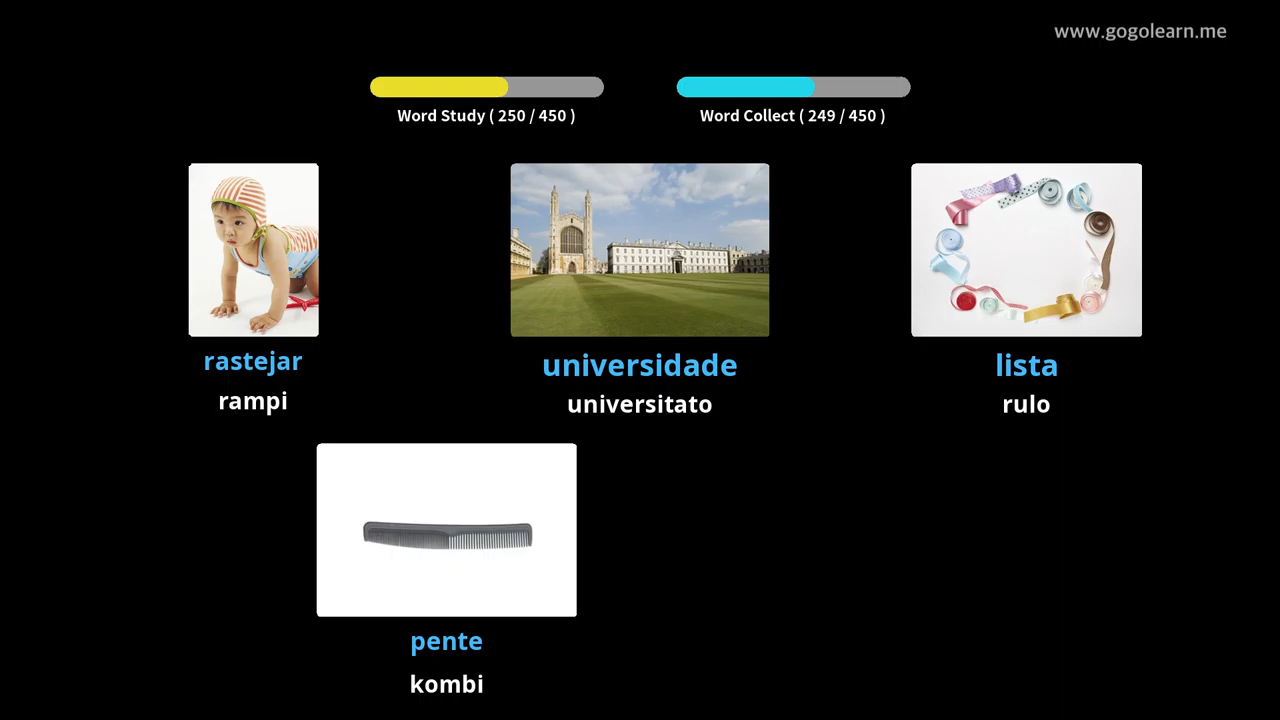 www.gogolearn.me
Word Study ( 250 / 450 )
Word Collect ( 249 / 450 )
rastejar
rampi
universidade
universitato
lista
rulo
pente
kombi